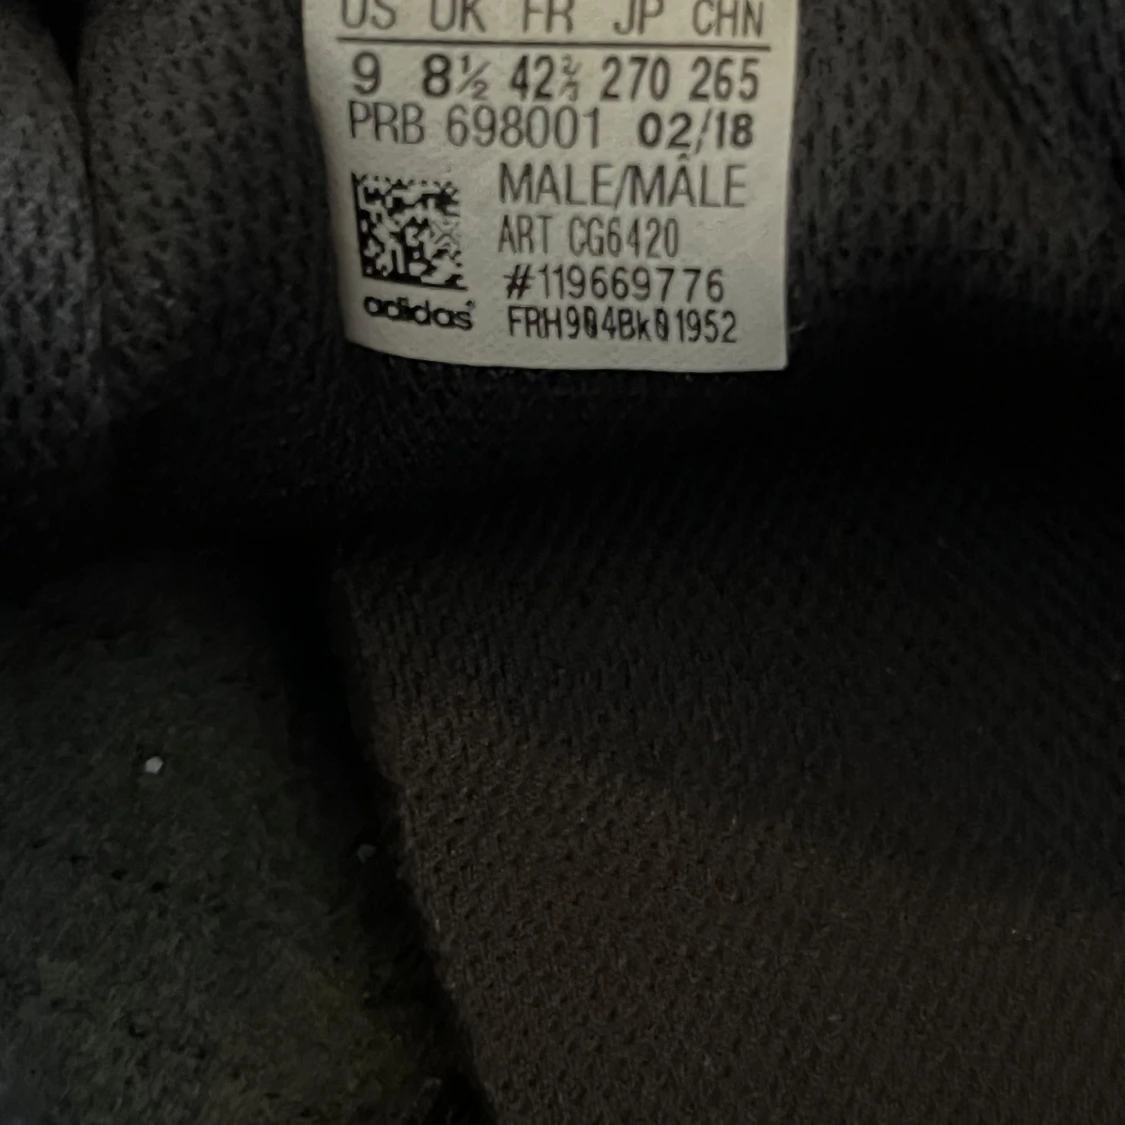 US UK FR JP CHN
9 8½ 42⅔ 270 265
PRB 698001 02/18
MALE/MÂLE
ART CG6420
#119669776
adidas
FRH904Bk01952